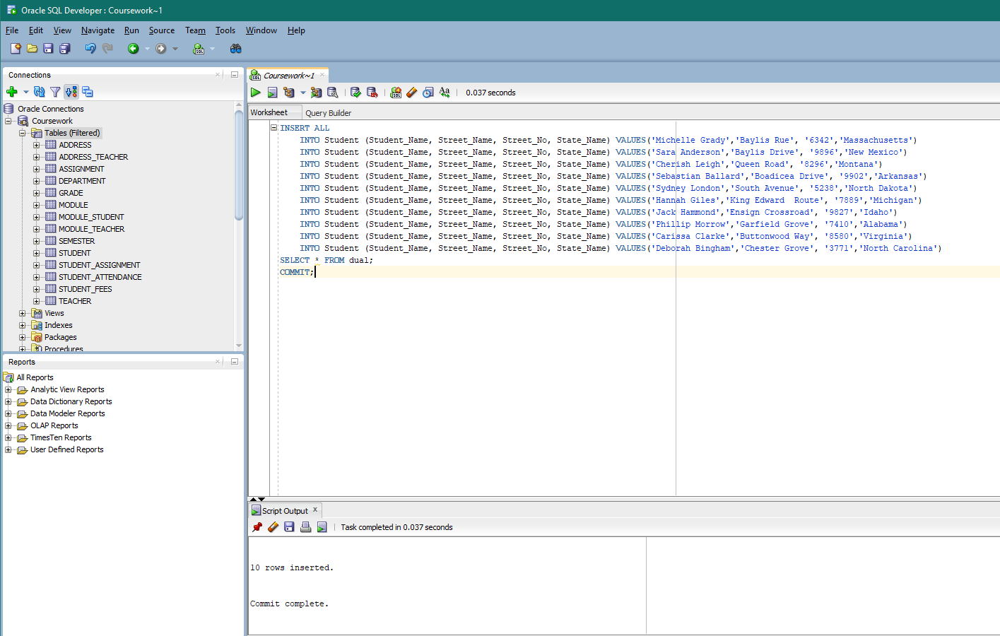 Oracle SQL Developer : Coursework~1
File Edit View Navigate Run Source Team Tools Window Help
Connections
Oracle Connections
Coursework
Tables (Filtered)
ADDRESS
ADDRESS_TEACHER
ASSIGNMENT
DEPARTMENT
GRADE
MODULE
MODULE_STUDENT
MODULE_TEACHER
SEMESTER
STUDENT
STUDENT_ASSIGNMENT
STUDENT_ATTENDANCE
STUDENT_FEES
TEACHER
Views
Indexes
Packages
Procedures
Reports
All Reports
Analytic View Reports
Data Dictionary Reports
Data Modeler Reports
OLAP Reports
TimesTen Reports
User Defined Reports
Coursework~1
0.037 seconds
Worksheet Query Builder
INSERT ALL
INTO Student (Student_Name, Street_Name, Street_No, State_Name) VALUES('Michelle Grady','Baylis Rue', '6342','Massachusetts')
INTO Student (Student_Name, Street_Name, Street_No, State_Name) VALUES('Sara Anderson','Baylis Drive', '9896','New Mexico')
INTO Student (Student_Name, Street_Name, Street_No, State_Name) VALUES('Cherish Leigh','Queen Road', '8296','Montana')
INTO Student (Student_Name, Street_Name, Street_No, State_Name) VALUES('Sebastian Ballard','Boadicea Drive', '9902','Arkansas')
INTO Student (Student_Name, Street_Name, Street_No, State_Name) VALUES('Sydney London','South Avenue', '5238','North Dakota')
INTO Student (Student_Name, Street_Name, Street_No, State_Name) VALUES('Hannah Giles','King Edward  Route', '7889','Michigan')
INTO Student (Student_Name, Street_Name, Street_No, State_Name) VALUES('Jack Hammond','Ensign Crossroad', '9827','Idaho')
INTO Student (Student_Name, Street_Name, Street_No, State_Name) VALUES('Phillip Morrow','Garfield Grove', '7410','Alabama')
INTO Student (Student_Name, Street_Name, Street_No, State_Name) VALUES('Carissa Clarke','Buttonwood Way', '8580','Virginia')
INTO Student (Student_Name, Street_Name, Street_No, State_Name) VALUES('Deborah Bingham','Chester Grove', '3771','North Carolina')
SELECT * FROM dual;
COMMIT;
Script Output
Task completed in 0.037 seconds
10 rows inserted.
Commit complete.